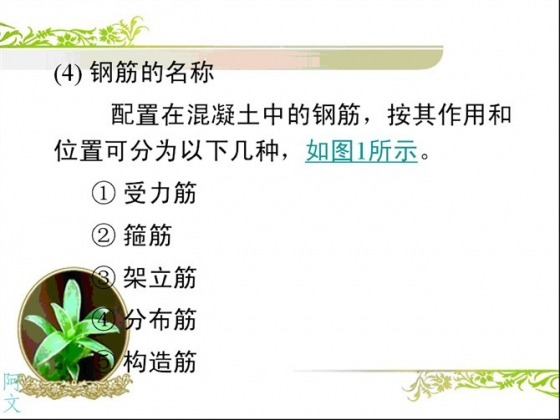 (4) 钢筋的名称
配置在混凝土中的钢筋，按其作用和
位置可分为以下几种，如图1所示。
① 受力筋
② 箍筋
③ 架立筋
④ 分布筋
⑤ 构造筋
阿文